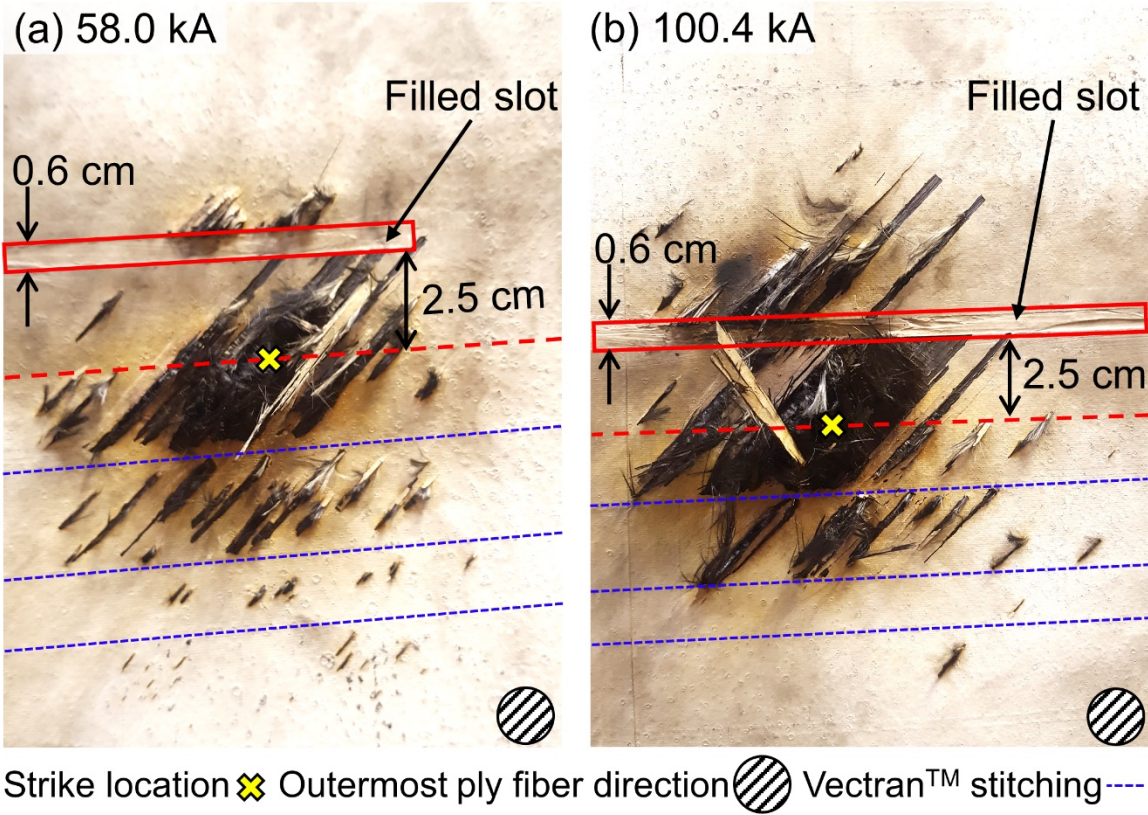 (a) 58.0 kA
(b) 100.4 kA
Filled slot
Filled slot
0.6 cm
0.6 cm
2.5 cm
2.5 cm
Strike location Outermost ply fiber direction Vectran™ stitching